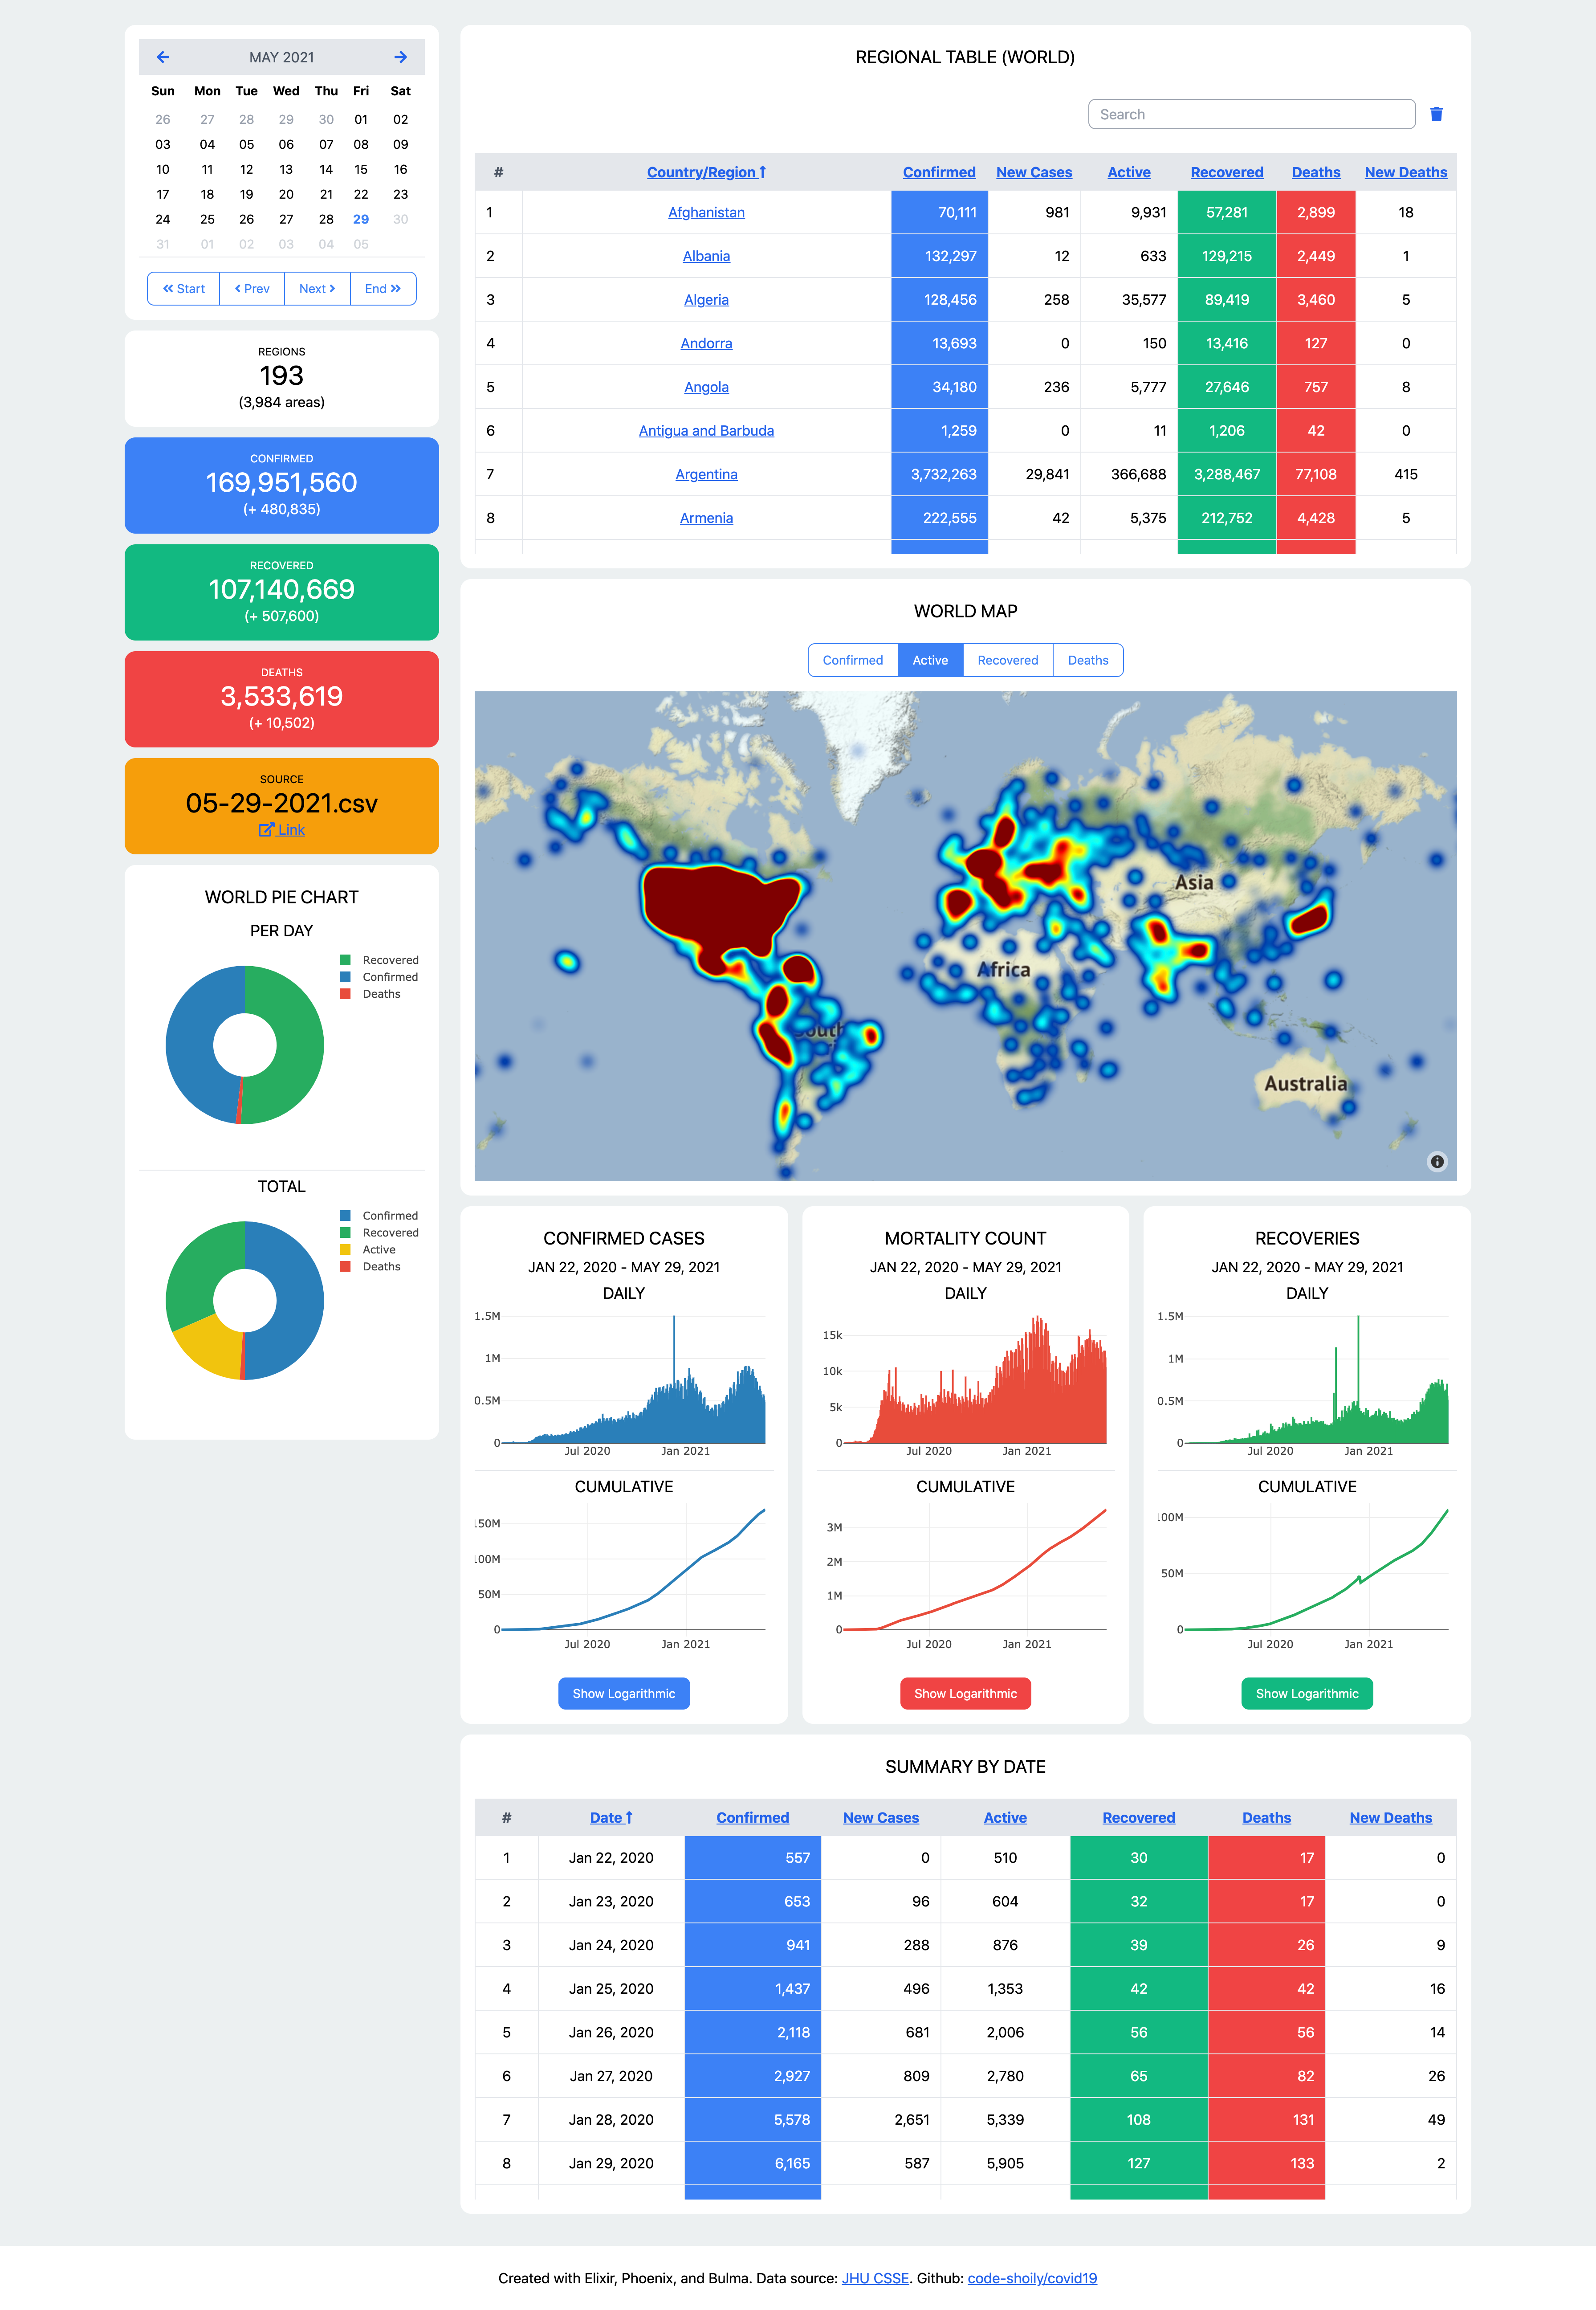 MAY 2021
Sun Mon Tue Wed Thu Fri Sat
26 27 28 29 30 01 02
03 04 05 06 07 08 09
10 11 12 13 14 15 16
17 18 19 20 21 22 23
24 25 26 27 28 29 30
31 01 02 03 04 05
Start Prev Next End
REGIONS
193
(3,984 areas)
CONFIRMED
169,951,560
(+ 480,835)
RECOVERED
107,140,669
(+ 507,600)
DEATHS
3,533,619
(+ 10,502)
SOURCE
05-29-2021.csv
Link
WORLD PIE CHART
PER DAY
Recovered
Confirmed
Deaths
TOTAL
Confirmed
Recovered
Active
Deaths
REGIONAL TABLE (WORLD)
Search
# Country/Region Confirmed New Cases Active Recovered Deaths New Deaths
1 Afghanistan 70,111 981 9,931 57,281 2,899 18
2 Albania 132,297 12 633 129,215 2,449 1
3 Algeria 128,456 258 35,577 89,419 3,460 5
4 Andorra 13,693 0 150 13,416 127 0
5 Angola 34,180 236 5,777 27,646 757 8
6 Antigua and Barbuda 1,259 0 11 1,206 42 0
7 Argentina 3,732,263 29,841 366,688 3,288,467 77,108 415
8 Armenia 222,555 42 5,375 212,752 4,428 5
WORLD MAP
Confirmed Active Recovered Deaths
Asia
Africa
South
Australia
CONFIRMED CASES
JAN 22, 2020 - MAY 29, 2021
DAILY
1.5M
1M
0.5M
0
Jul 2020 Jan 2021
CUMULATIVE
150M
100M
50M
0
Jul 2020 Jan 2021
Show Logarithmic
MORTALITY COUNT
JAN 22, 2020 - MAY 29, 2021
DAILY
15k
10k
5k
0
Jul 2020 Jan 2021
CUMULATIVE
3M
2M
1M
0
Jul 2020 Jan 2021
Show Logarithmic
RECOVERIES
JAN 22, 2020 - MAY 29, 2021
DAILY
1.5M
1M
0.5M
0
Jul 2020 Jan 2021
CUMULATIVE
100M
50M
0
Jul 2020 Jan 2021
Show Logarithmic
SUMMARY BY DATE
# Date Confirmed New Cases Active Recovered Deaths New Deaths
1 Jan 22, 2020 557 0 510 30 17 0
2 Jan 23, 2020 653 96 604 32 17 0
3 Jan 24, 2020 941 288 876 39 26 9
4 Jan 25, 2020 1,437 496 1,353 42 42 16
5 Jan 26, 2020 2,118 681 2,006 56 56 14
6 Jan 27, 2020 2,927 809 2,780 65 82 26
7 Jan 28, 2020 5,578 2,651 5,339 108 131 49
8 Jan 29, 2020 6,165 587 5,905 127 133 2
Created with Elixir, Phoenix, and Bulma. Data source: JHU CSSE. Github: code-shoily/covid19